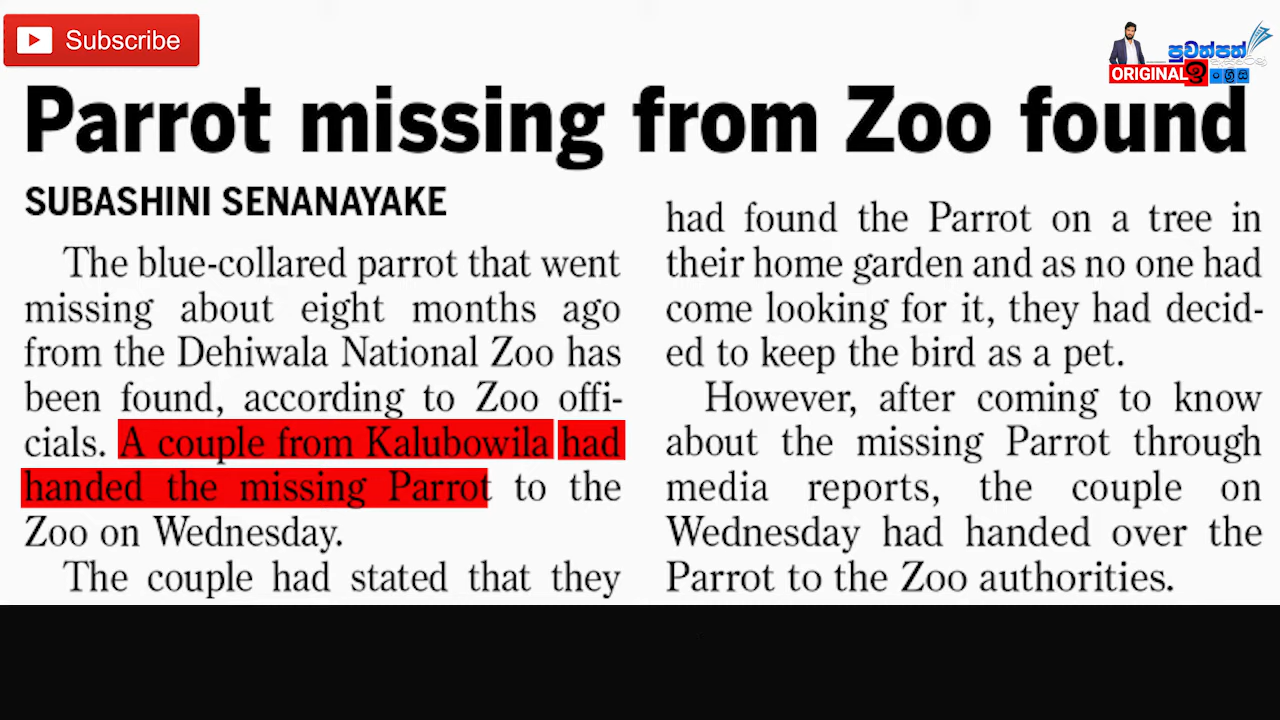 Subscribe
පුවත්පත්
ORIGINAL ඉංග්‍රීසි
Parrot missing from Zoo found
SUBASHINI SENANAYAKE
The blue-collared parrot that went
missing about eight months ago
from the Dehiwala National Zoo has
been found, according to Zoo offi-
cials. A couple from Kalubowila had
handed the missing Parrot to the
Zoo on Wednesday.
The couple had stated that they
had found the Parrot on a tree in
their home garden and as no one had
come looking for it, they had decid-
ed to keep the bird as a pet.
However, after coming to know
about the missing Parrot through
media reports, the couple on
Wednesday had handed over the
Parrot to the Zoo authorities.